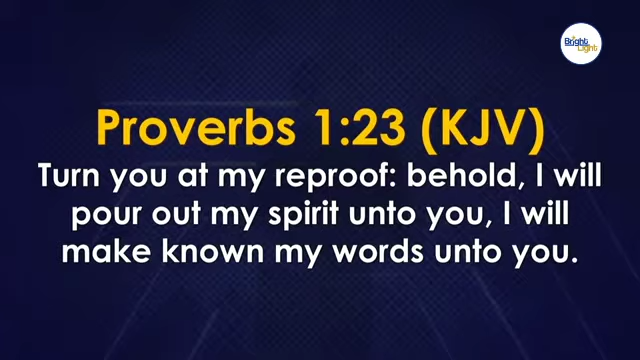 Bright
Light
Proverbs 1:23 (KJV)
Turn you at my reproof: behold, I will
pour out my spirit unto you, I will
make known my words unto you.